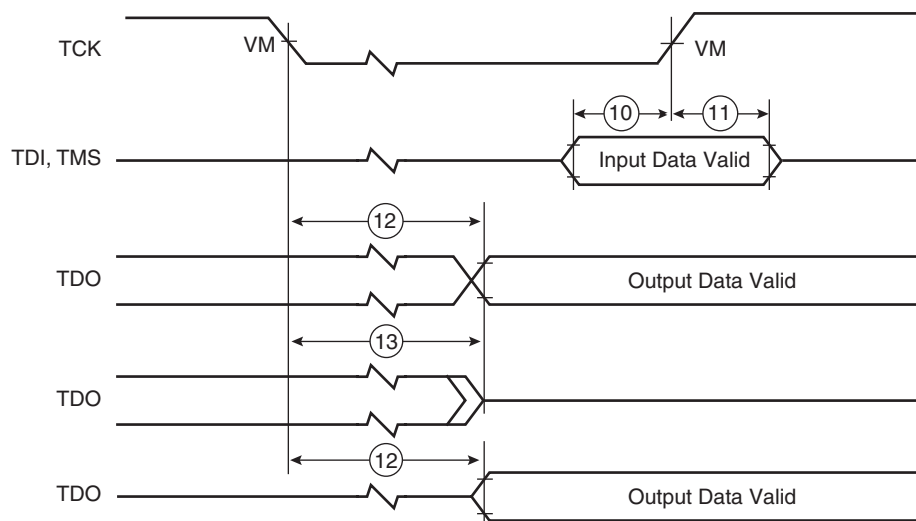 TCK
VM
VM
10
11
TDI, TMS
Input Data Valid
12
TDO
Output Data Valid
13
TDO
12
TDO
Output Data Valid